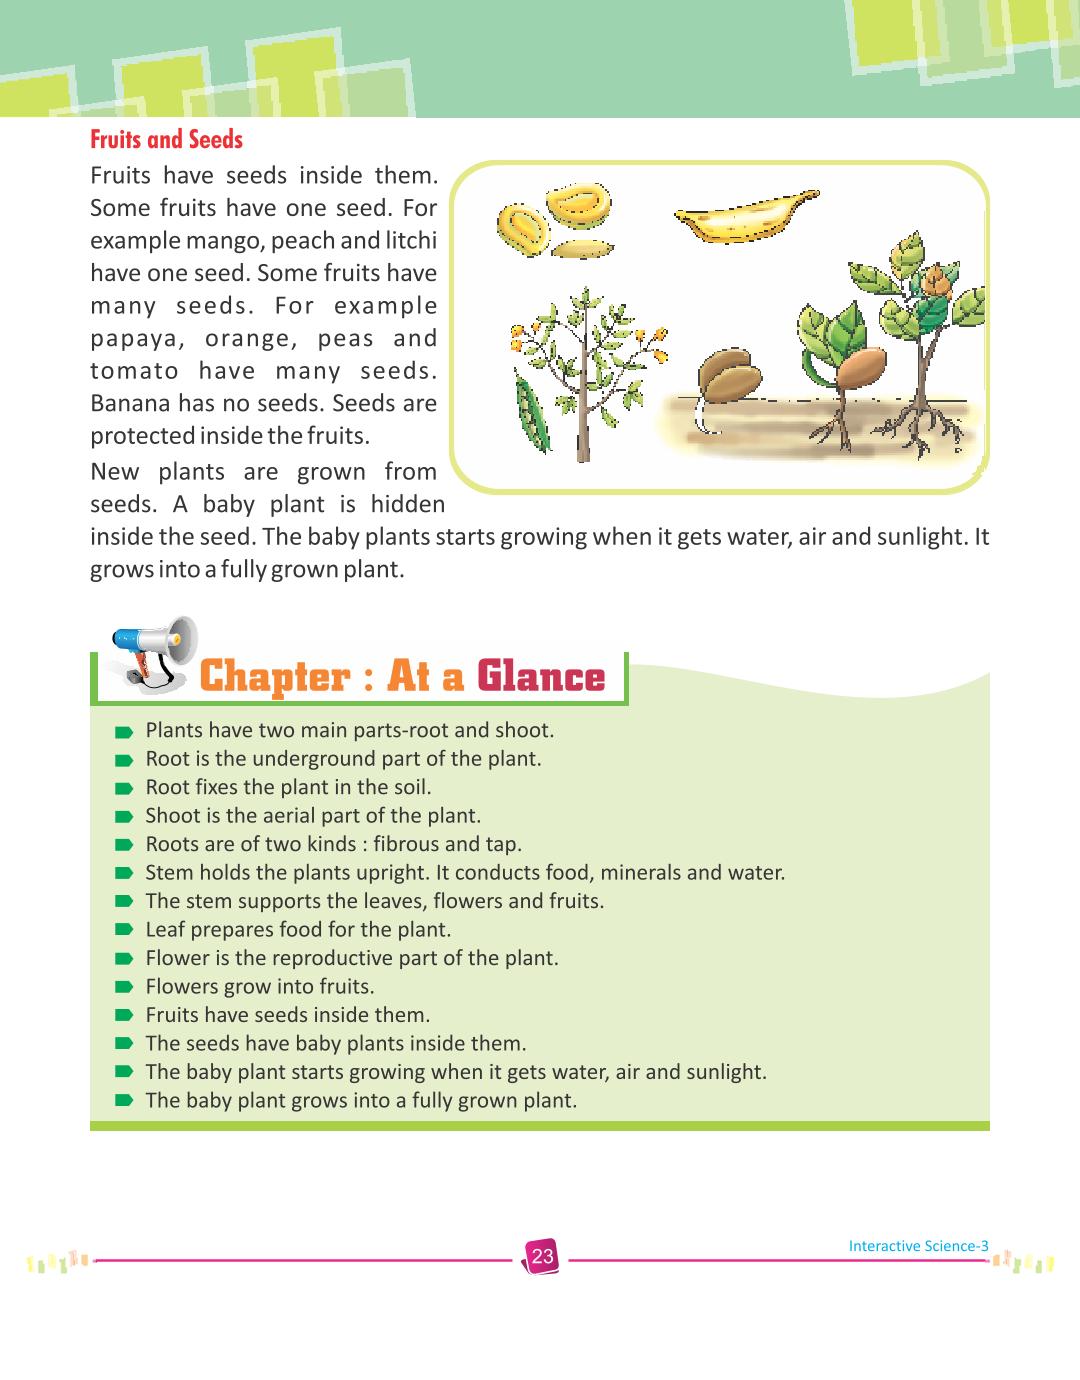 Fruits and Seeds
Fruits have seeds inside them.
Some fruits have one seed. For
example mango, peach and litchi
have one seed. Some fruits have
many seeds. For example
papaya, orange, peas and
tomato have many seeds.
Banana has no seeds. Seeds are
protected inside the fruits.
New plants are grown from
seeds. A baby plant is hidden
inside the seed. The baby plants starts growing when it gets water, air and sunlight. It
grows into a fully grown plant.
Chapter : At a Glance
Plants have two main parts-root and shoot.
Root is the underground part of the plant.
Root fixes the plant in the soil.
Shoot is the aerial part of the plant.
Roots are of two kinds : fibrous and tap.
Stem holds the plants upright. It conducts food, minerals and water.
The stem supports the leaves, flowers and fruits.
Leaf prepares food for the plant.
Flower is the reproductive part of the plant.
Flowers grow into fruits.
Fruits have seeds inside them.
The seeds have baby plants inside them.
The baby plant starts growing when it gets water, air and sunlight.
The baby plant grows into a fully grown plant.
Interactive Science-3
23